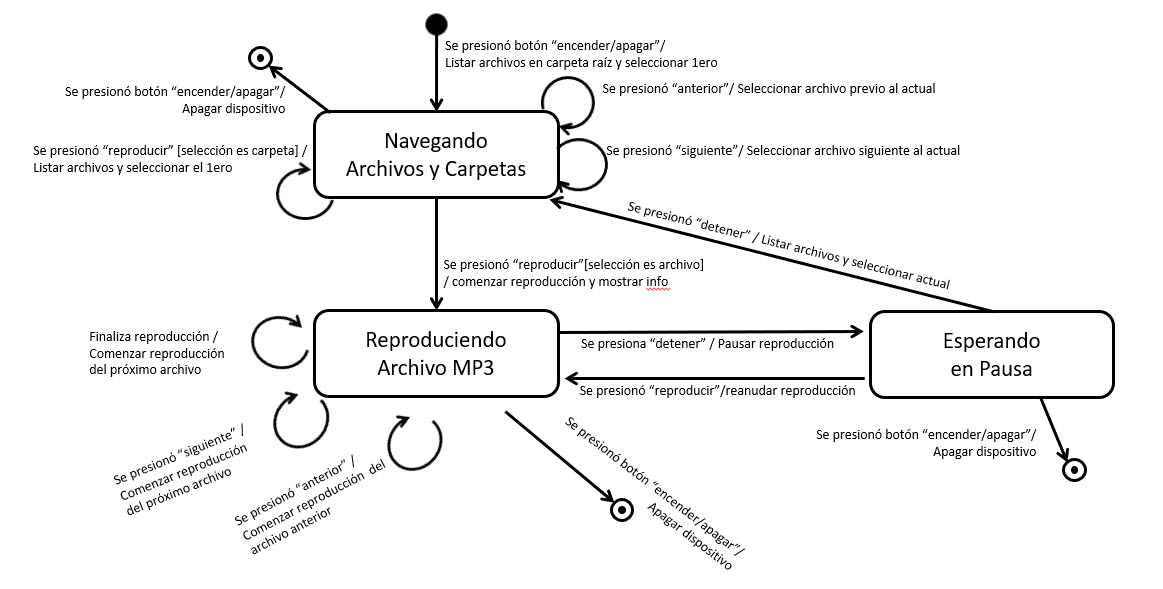 Se presionó botón “encender/apagar”/
Listar archivos en carpeta raíz y seleccionar 1ero
Se presionó botón “encender/apagar”/
Apagar dispositivo
Se presionó “anterior”/ Seleccionar archivo previo al actual
Navegando
Archivos y Carpetas
Se presionó “reproducir” [selección es carpeta] /
Listar archivos y seleccionar el 1ero
Se presionó “siguiente”/ Seleccionar archivo siguiente al actual
Se presionó “detener” / Listar archivos y seleccionar actual
Se presionó “reproducir”[selección es archivo]
/ comenzar reproducción y mostrar info
Finaliza reproducción /
Comenzar reproducción
del próximo archivo
Reproduciendo
Archivo MP3
Se presiona “detener” / Pausar reproducción
Se presionó “reproducir”/reanudar reproducción
Esperando
en Pausa
Se presionó “siguiente” /
Comenzar reproducción
del próximo archivo
Se presionó “anterior” /
Comenzar reproducción del
archivo anterior
Se presionó botón “encender/apagar”/
Apagar dispositivo
Se presionó botón “encender/apagar”/
Apagar dispositivo